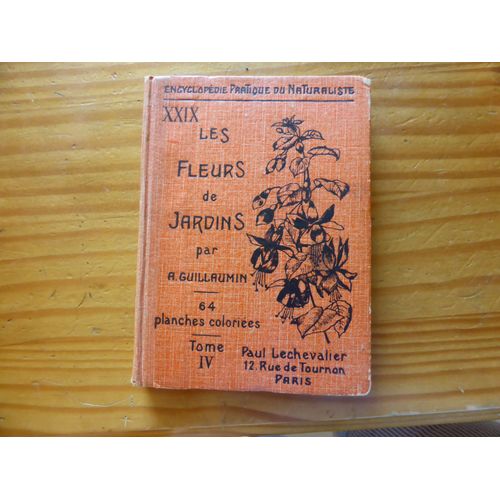 ENCYCLOPÉDIE PRATIQUE DU NATURALISTE
XXIX
LES
FLEURS
de
JARDINS
par
A. GUILLAUMIN
64
planches coloriées
Tome
IV
Paul Lechevalier
12. Rue de Tournon
PARIS